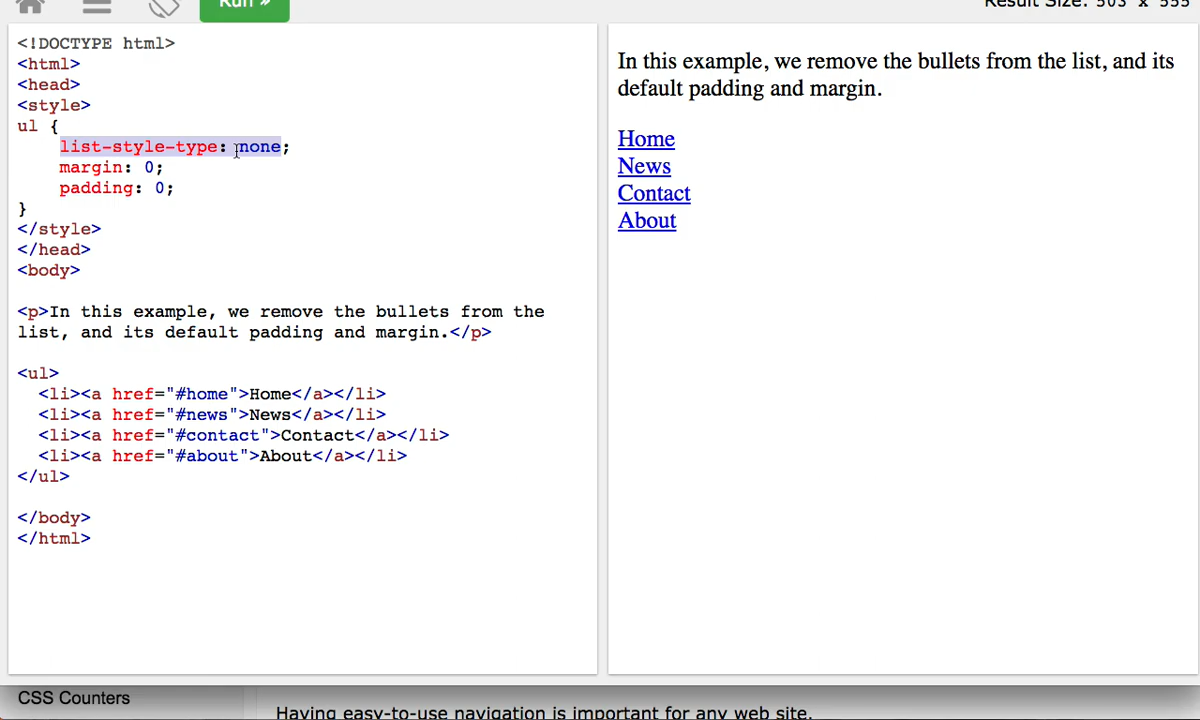 Run »
Result Size: 503 x 555
<!DOCTYPE html>
<html>
<head>
<style>
ul {
    list-style-type: none;
    margin: 0;
    padding: 0;
}
</style>
</head>
<body>

<p>In this example, we remove the bullets from the
list, and its default padding and margin.</p>

<ul>
  <li><a href="#home">Home</a></li>
  <li><a href="#news">News</a></li>
  <li><a href="#contact">Contact</a></li>
  <li><a href="#about">About</a></li>
</ul>

</body>
</html>
In this example, we remove the bullets from the list, and its
default padding and margin.
Home
News
Contact
About
CSS Counters
Having easy-to-use navigation is important for any web site.